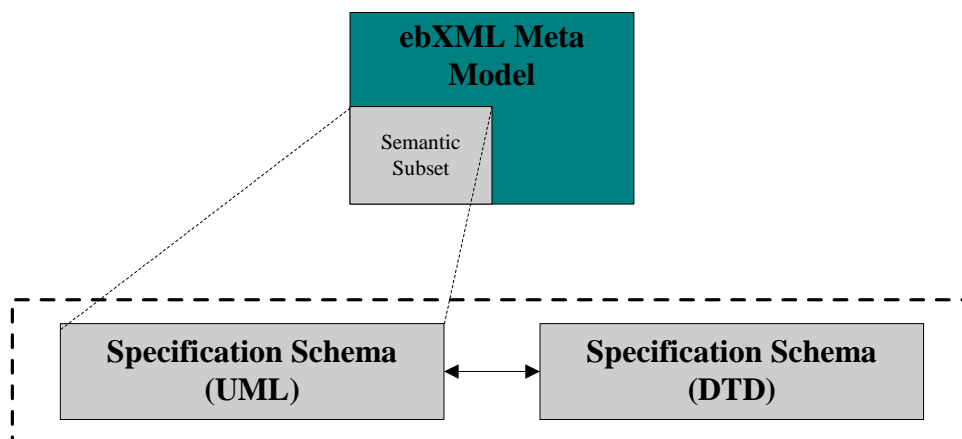 ebXML Meta
Model
Semantic
Subset
Specification Schema
(UML)
Specification Schema
(DTD)